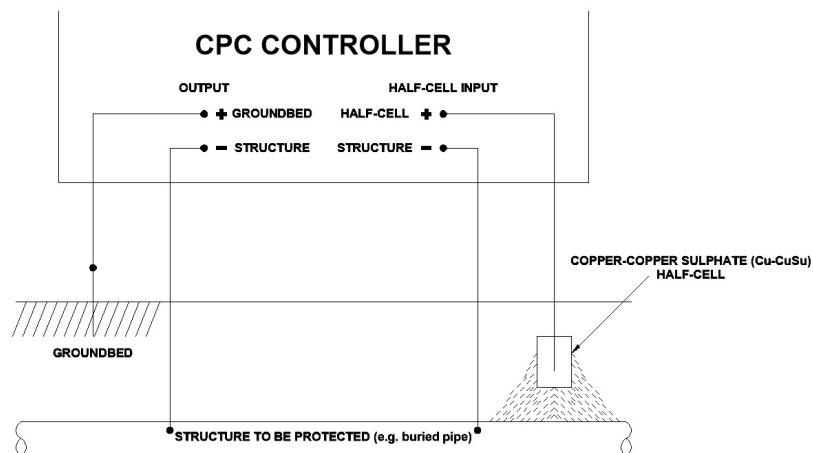 CPC CONTROLLER
OUTPUT
HALF-CELL INPUT
+ GROUNDBED
HALF-CELL +
- STRUCTURE
STRUCTURE -
COPPER-COPPER SULPHATE (Cu-CuSu)
HALF-CELL
GROUNDBED
STRUCTURE TO BE PROTECTED (e.g. buried pipe)